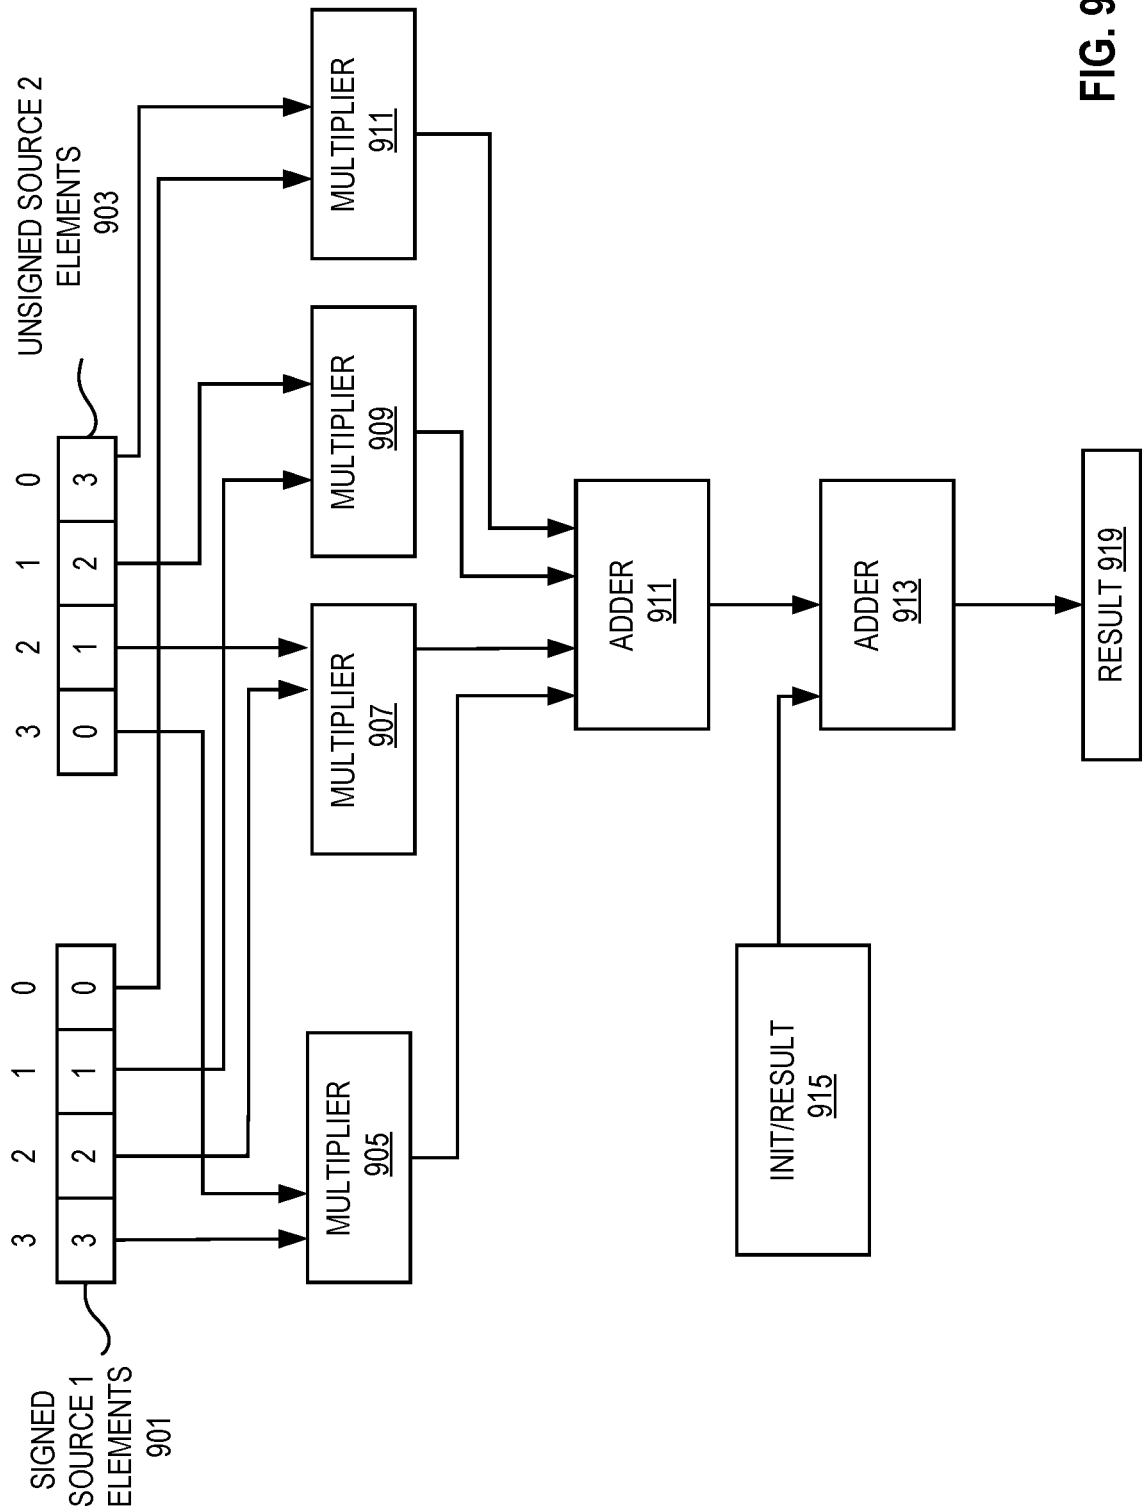 SIGNED
SOURCE 1
ELEMENTS
901
3 2 1 0
3 2 1 0
UNSIGNED SOURCE 2
ELEMENTS
903
3 2 1 0
0 1 2 3
MULTIPLIER
905
MULTIPLIER
907
MULTIPLIER
909
MULTIPLIER
911
ADDER
911
INIT/RESULT
915
ADDER
913
RESULT 919
FIG. 9